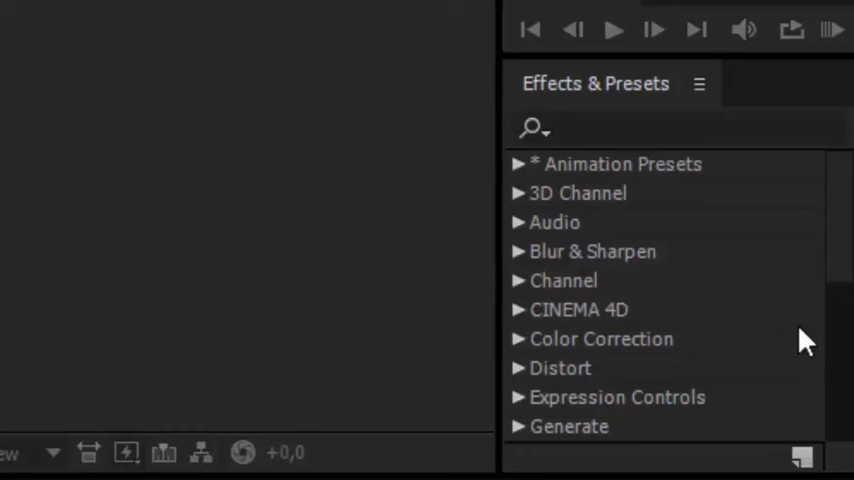 Effects & Presets
* Animation Presets
3D Channel
Audio
Blur & Sharpen
Channel
CINEMA 4D
Color Correction
Distort
Expression Controls
Generate
ew
+0,0